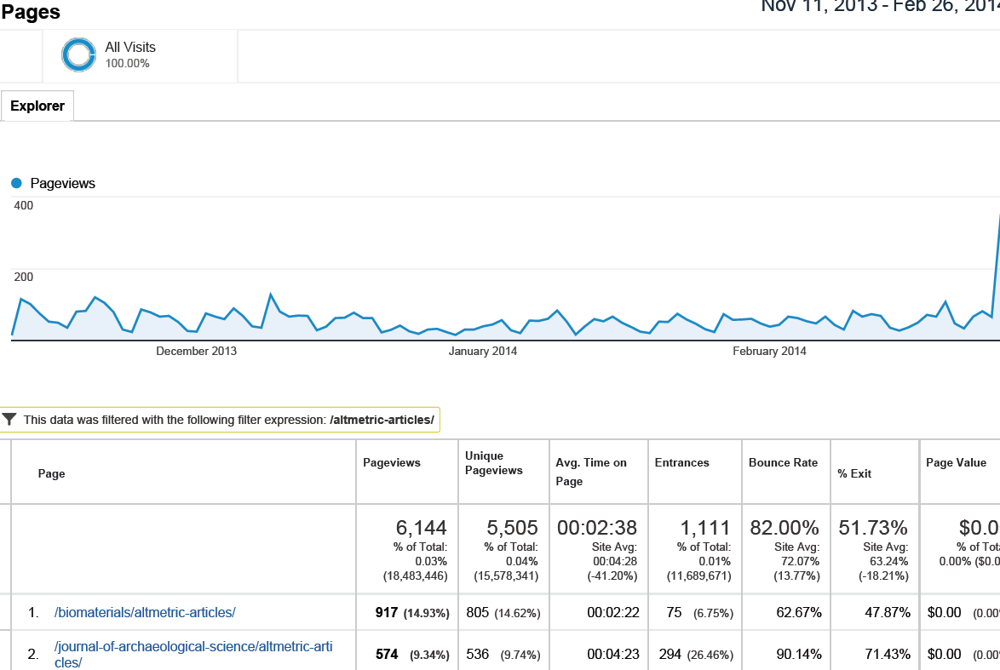 Pages
Nov 11, 2013 - Feb 26, 2014
All Visits
100.00%
Explorer
Pageviews
400
200
December 2013 January 2014 February 2014
This data was filtered with the following filter expression: /altmetric-articles/
Page Pageviews Unique Pageviews Avg. Time on Page Entrances Bounce Rate % Exit Page Value
6,144 5,505 00:02:38 1,111 82.00% 51.73% $0.0
% of Total: % of Total: Site Avg: % of Total: Site Avg: Site Avg: % of Tot
0.03% 0.04% 00:04:28 0.01% 72.07% 63.24% 0.00% ($0.0
(18,483,446) (15,578,341) (-41.20%) (11,689,671) (13.77%) (-18.21%)
1. /biomaterials/altmetric-articles/ 917 (14.93%) 805 (14.62%) 00:02:22 75 (6.75%) 62.67% 47.87% $0.00 (0.00
2. /journal-of-archaeological-science/altmetric-arti
cles/ 574 (9.34%) 536 (9.74%) 00:04:23 294 (26.46%) 90.14% 71.43% $0.00 (0.00